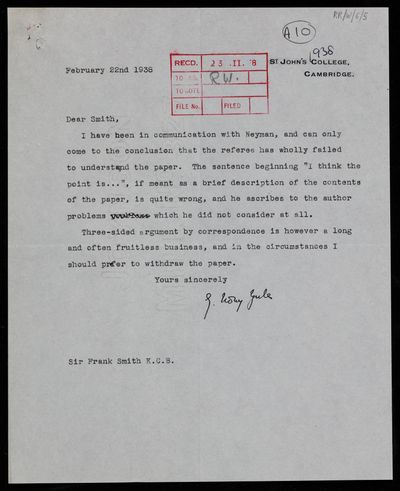 RR/W/6/5
A10
1938
RECD. 23 .II. '8
ST JOHN'S COLLEGE,
R.W.
CAMBRIDGE.
FILE No. FILED
February 22nd 1938
Dear Smith,
I have been in communication with Neyman, and can only
come to the conclusion that the referee has wholly failed
to understand the paper. The sentence beginning "I think the
point is...", if meant as a brief description of the contents
of the paper, is quite wrong, and he ascribes to the author
problems which he did not consider at all.
Three-sided argument by correspondence is however a long
and often fruitless business, and in the circumstances I
should prefer to withdraw the paper.
Yours sincerely
G. Udny Yule
Sir Frank Smith K.C.B.